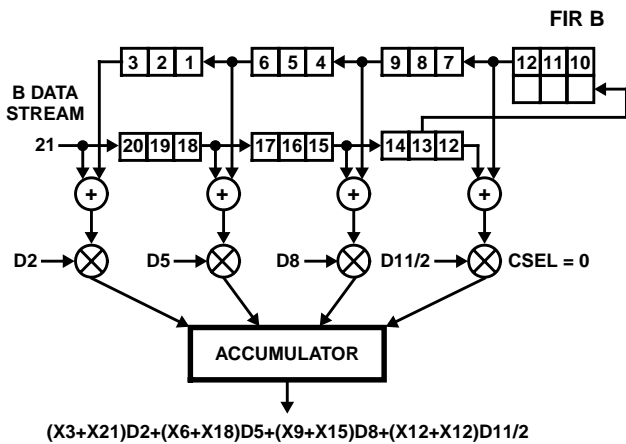 FIR B
3 2 1 6 5 4 9 8 7 12 11 10
B DATA
STREAM
21 20 19 18 17 16 15 14 13 12
+ + + +
D2 D5 D8 D11/2 CSEL = 0
ACCUMULATOR
(X3+X21)D2+(X6+X18)D5+(X9+X15)D8+(X12+X12)D11/2